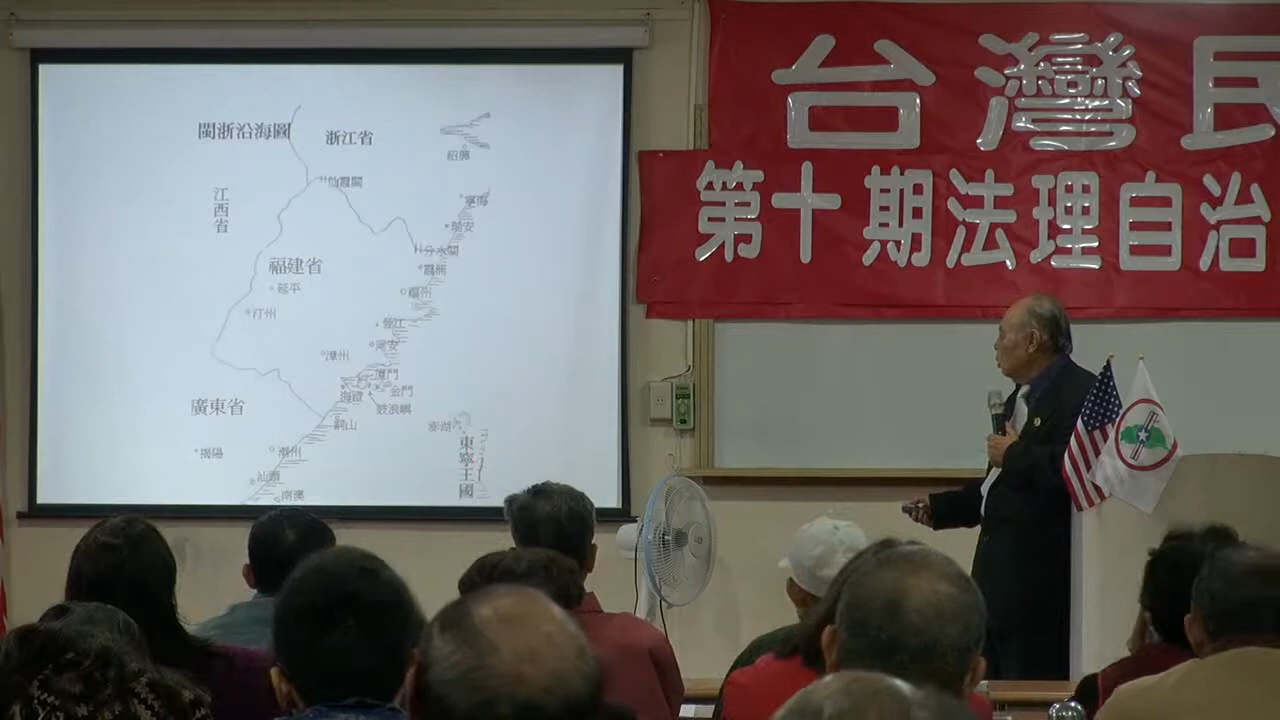 台灣民
第十期法理自治
閩浙沿海圖
浙江省
紹興
仙霞關
江西省
寧海
瑞安
分水關
福建省
延平
福州
汀州
晉江
同安
漳州
廈門
海澄
金門
鼓浪嶼
廣東省
銅山
澎湖
東寧王國
揭陽
潮州
汕頭
南澳